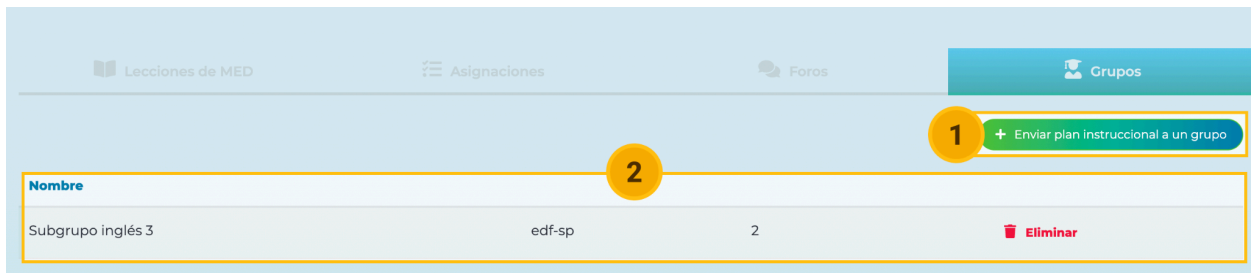 Lecciones de MED Asignaciones Foros Grupos
1 + Enviar plan instruccional a un grupo
2
Nombre
Subgrupo inglés 3 edf-sp 2 Eliminar